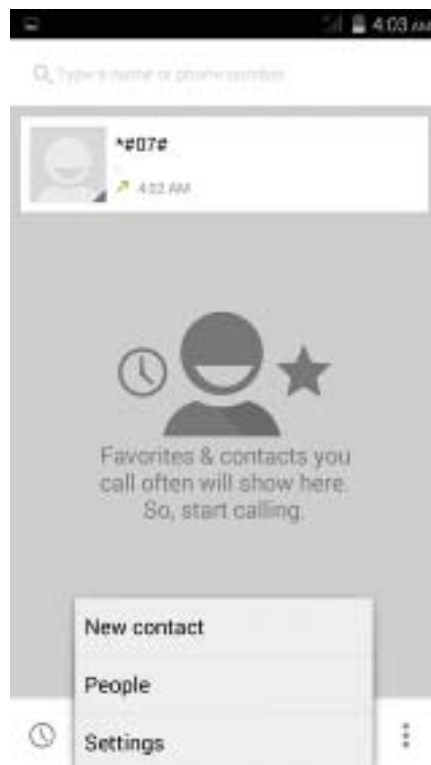 4:03 AM
Type a name or phone number
*#07#
4:02 AM
Favorites & contacts you
call often will show here.
So, start calling.
New contact
People
Settings